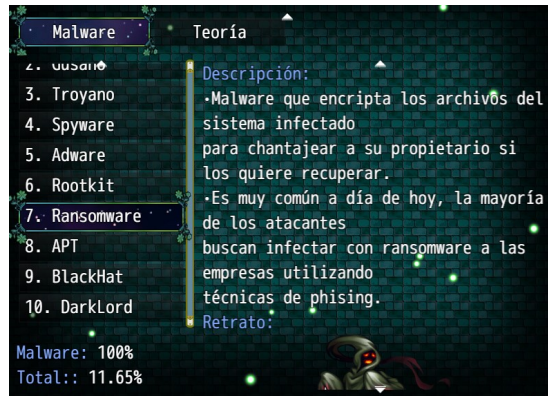 Malware
Teoría
2. Gusano
3. Troyano
4. Spyware
5. Adware
6. Rootkit
7. Ransomware
8. APT
9. BlackHat
10. DarkLord
Malware: 100%
Total:: 11.65%
Descripción:
·Malware que encripta los archivos del
sistema infectado
para chantajear a su propietario si
los quiere recuperar.
·Es muy común a día de hoy, la mayoría
de los atacantes
buscan infectar con ransomware a las
empresas utilizando
técnicas de phising.
Retrato: